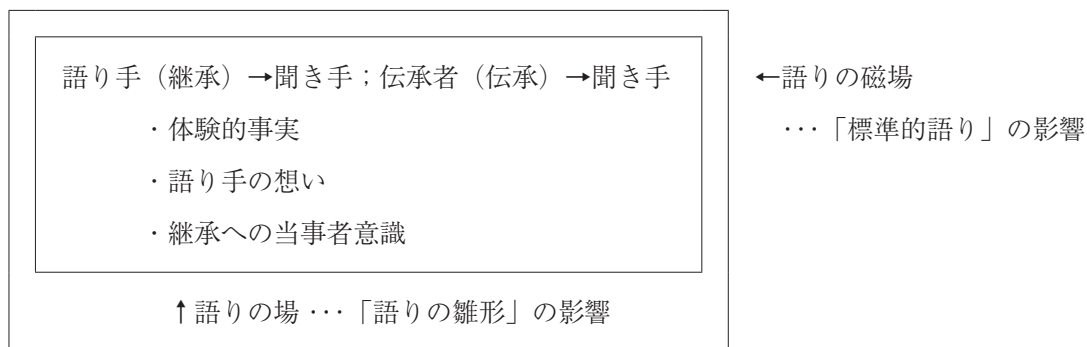 語り手（継承）→聞き手；伝承者（伝承）→聞き手
←語りの磁場
・体験的事実
･･･「標準的語り」の影響
・語り手の想い
・継承への当事者意識
↑語りの場 ･･･「語りの雛形」の影響